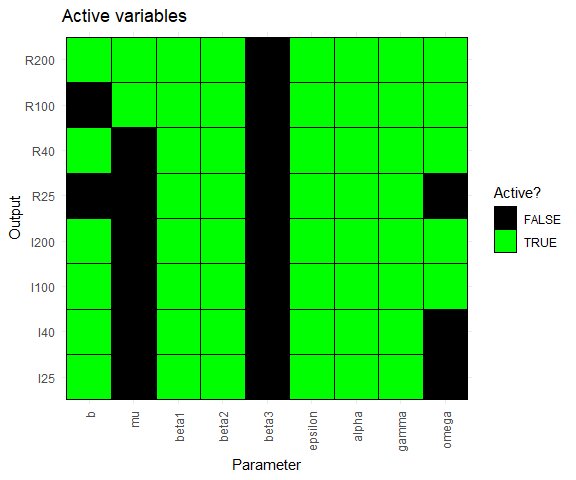 Active variables
Output
R200
R100
R40
R25
I200
I100
I40
I25
b
mu
beta1
beta2
beta3
epsilon
alpha
gamma
omega
Parameter
Active?
FALSE
TRUE